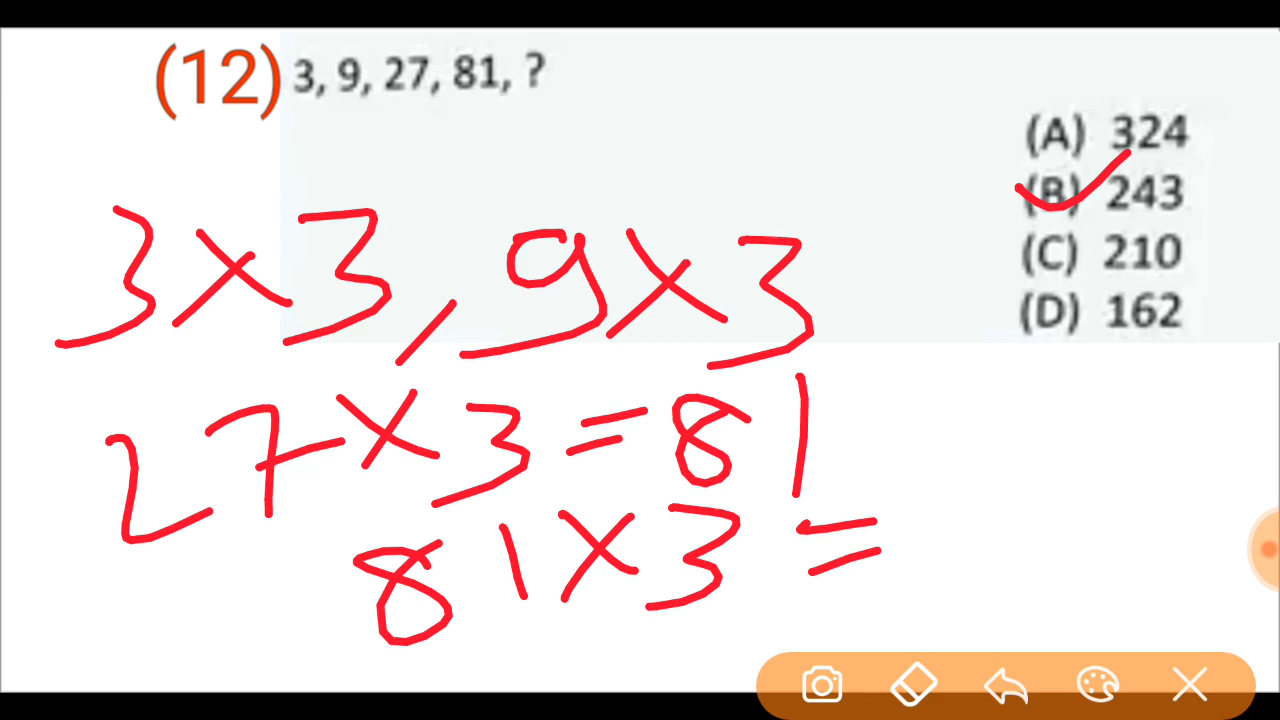 (12) 3, 9, 27, 81, ?
(A) 324
(B) 243
(C) 210
(D) 162
3×3, 9×3
27×3=81
81×3=